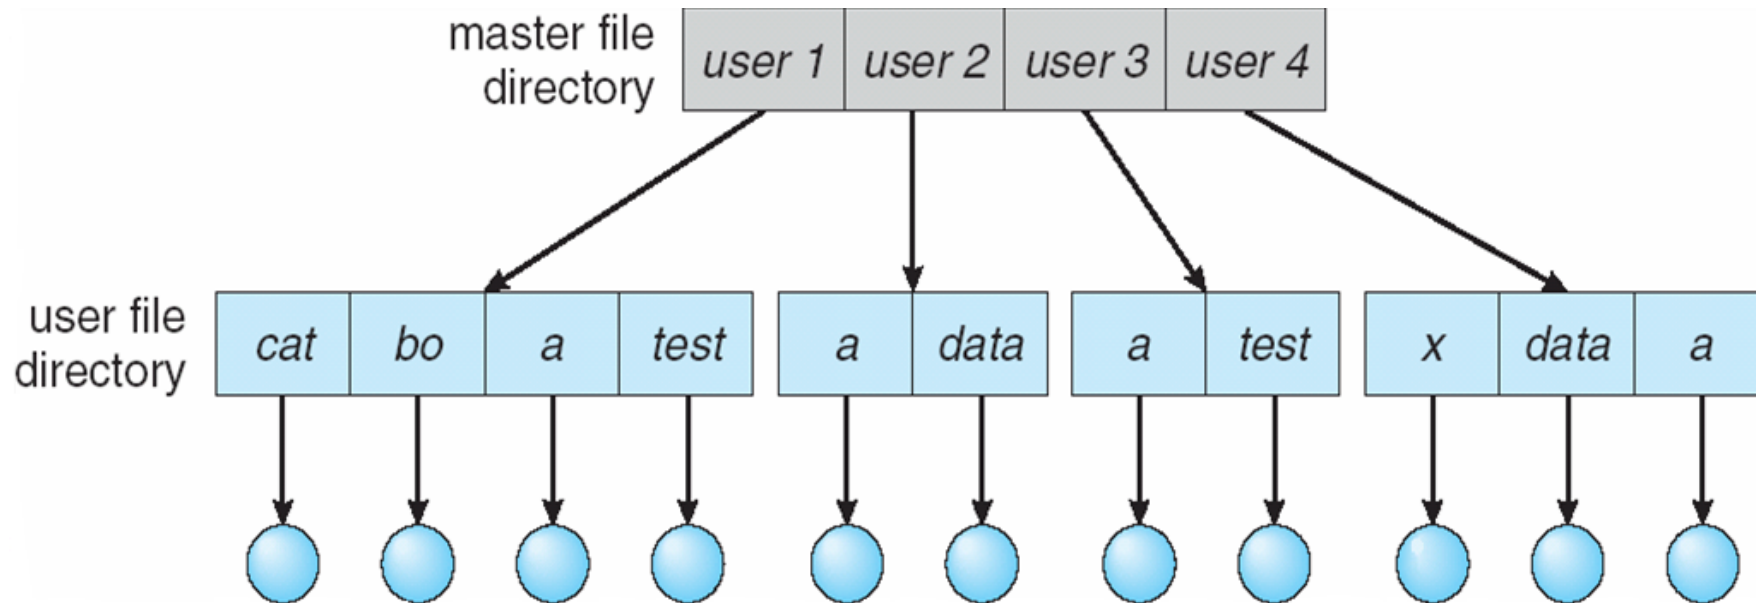 master file
directory
user 1 user 2 user 3 user 4
user file
directory
cat bo a test a data a test x data a